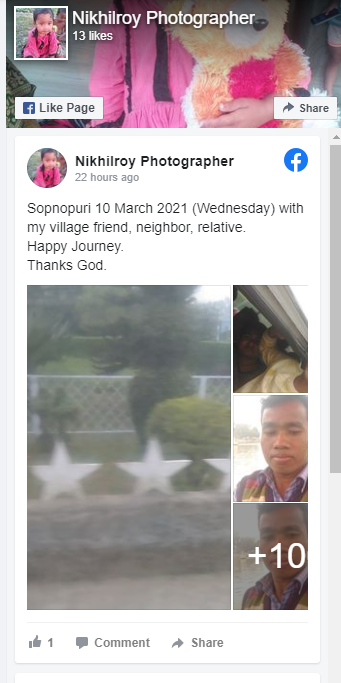 Nikhilroy Photographer
13 likes
Like Page
Share
Nikhilroy Photographer
22 hours ago
Sopnopuri 10 March 2021 (Wednesday) with
my village friend, neighbor, relative.
Happy Journey.
Thanks God.
+10
1
Comment
Share